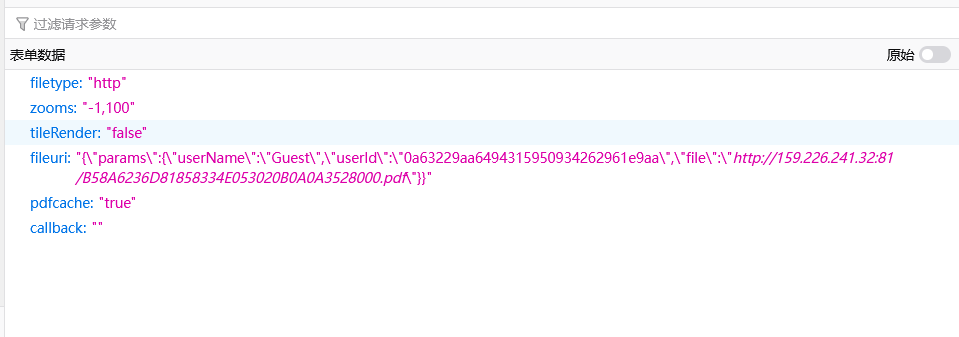 过滤请求参数
表单数据 原始
filetype: "http"
zooms: "-1,100"
tileRender: "false"
fileuri: "{\"params\":{\"userName\":\"Guest\",\"userId\":\"0a63229aa6494315950934262961e9aa\",\"file\":\"http://159.226.241.32:81
/B58A6236D81858334E053020B0A0A3528000.pdf\"}}"
pdfcache: "true"
callback: ""